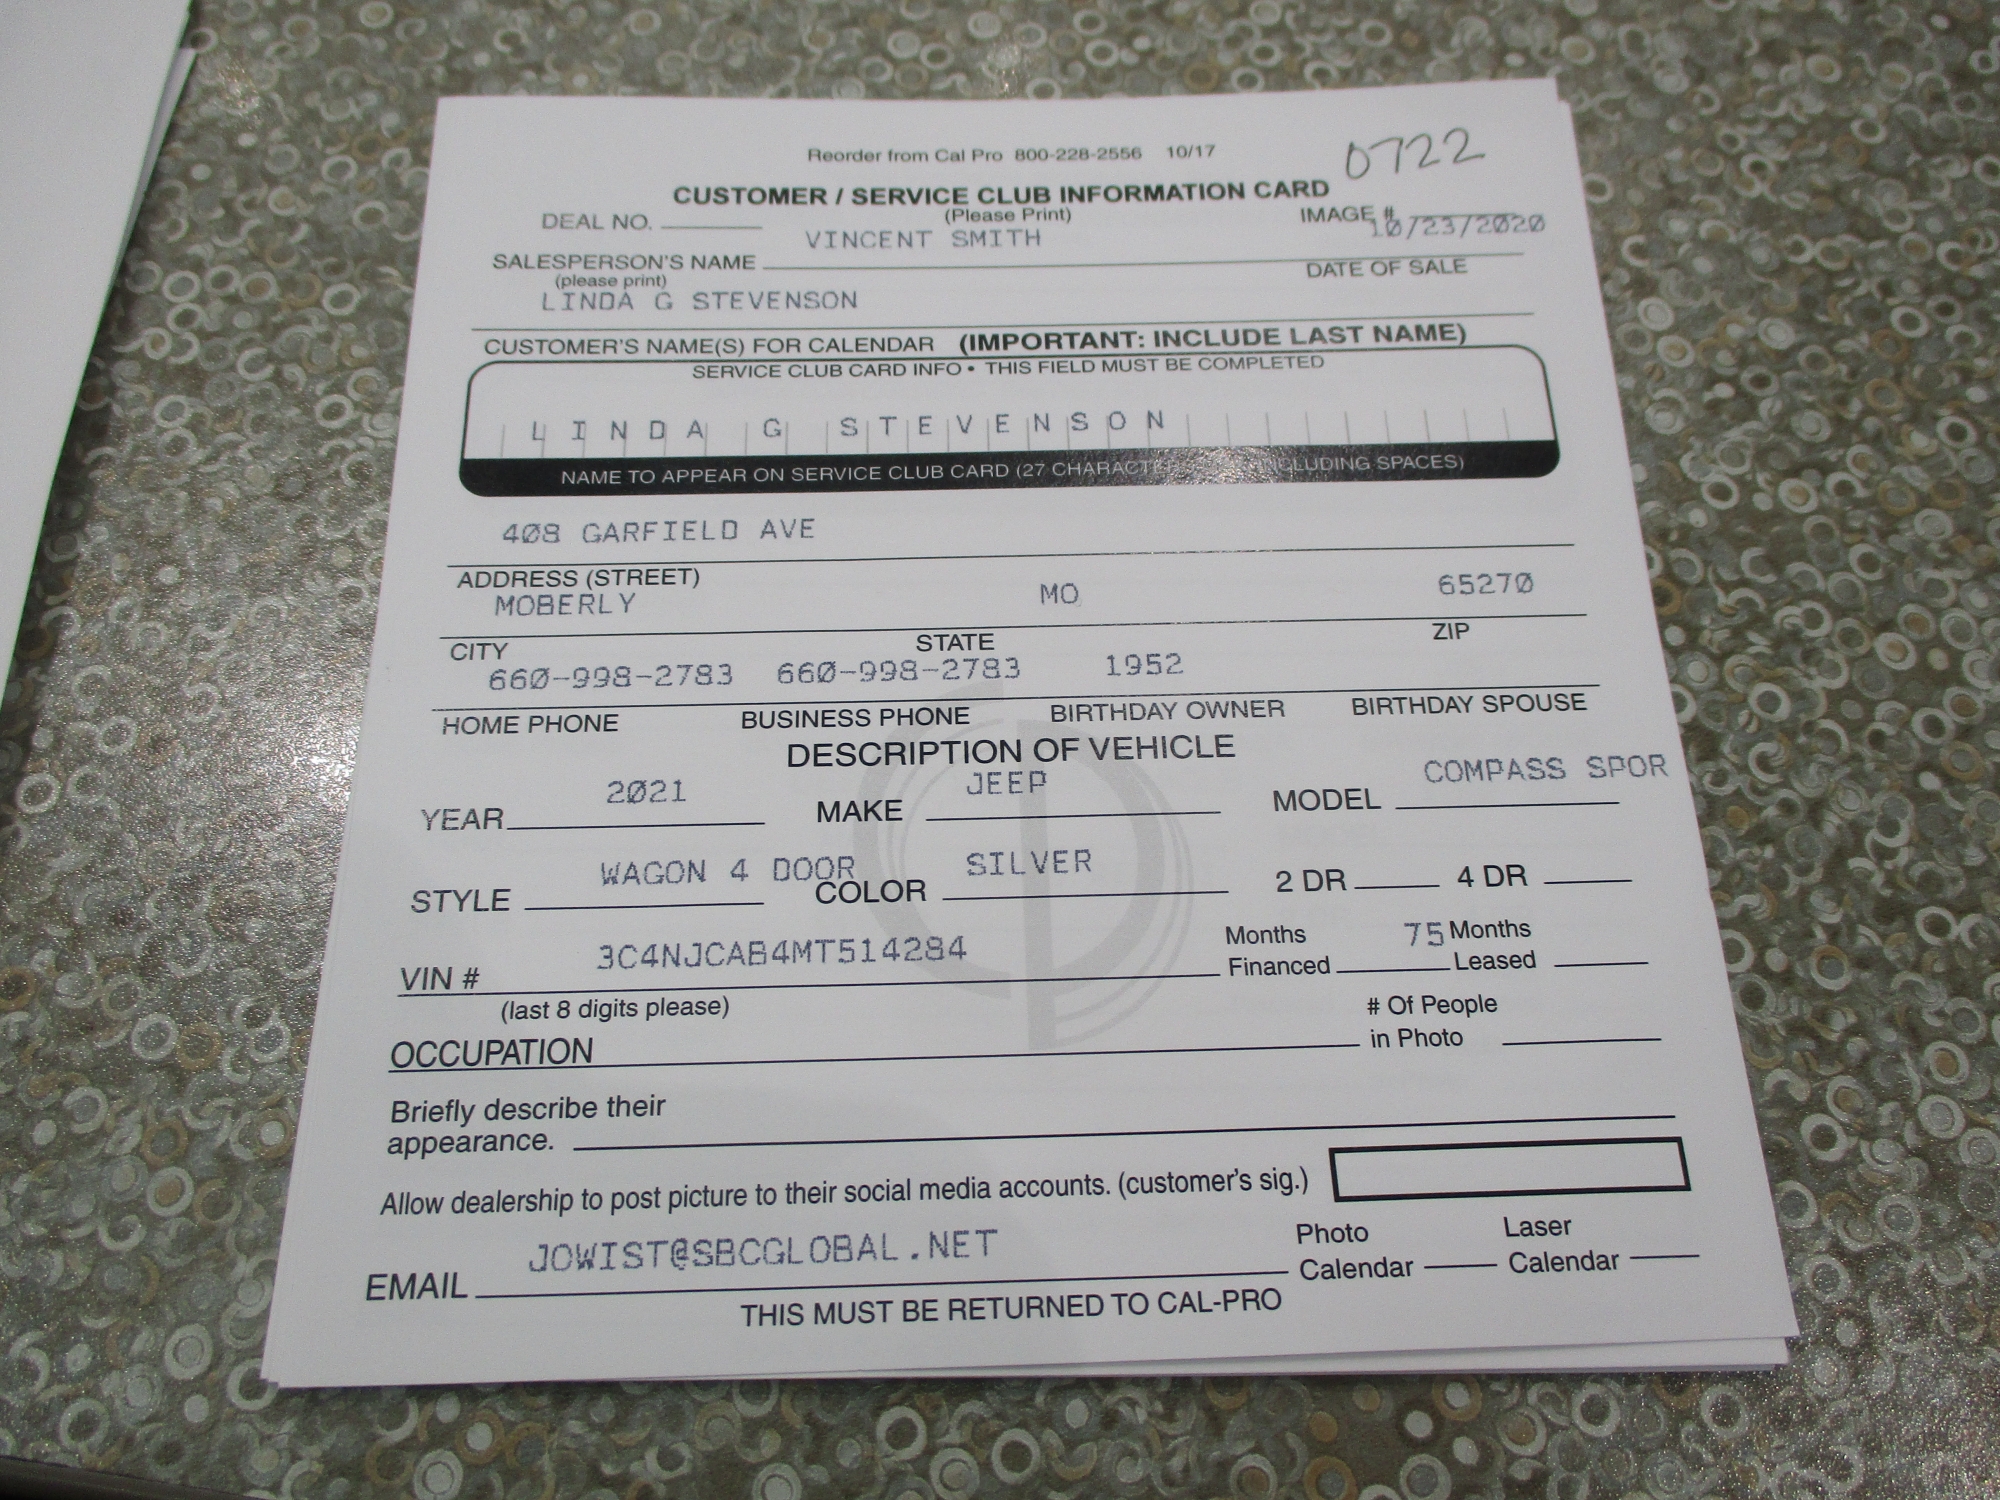 Reorder from Cal Pro 800-228-2556 10/17
0722
CUSTOMER / SERVICE CLUB INFORMATION CARD
DEAL NO. (Please Print) IMAGE #
VINCENT SMITH 10/23/2020
SALESPERSON'S NAME DATE OF SALE
(please print)
LINDA G STEVENSON
CUSTOMER'S NAME(S) FOR CALENDAR (IMPORTANT: INCLUDE LAST NAME)
SERVICE CLUB CARD INFO • THIS FIELD MUST BE COMPLETED
LINDA G STEVENSON
NAME TO APPEAR ON SERVICE CLUB CARD (27 CHARACTE INCLUDING SPACES)
408 GARFIELD AVE
ADDRESS (STREET)
MOBERLY MO 65270
CITY STATE ZIP
660-998-2783 660-998-2783 1952
HOME PHONE BUSINESS PHONE BIRTHDAY OWNER BIRTHDAY SPOUSE
DESCRIPTION OF VEHICLE
2021 JEEP COMPASS SPOR
YEAR MAKE MODEL
WAGON 4 DOOR SILVER
STYLE COLOR 2 DR 4 DR
3C4NJCAB4MT514284 Months 75 Months
VIN # Financed Leased
(last 8 digits please) # Of People
OCCUPATION in Photo
Briefly describe their
appearance.
Allow dealership to post picture to their social media accounts. (customer's sig.)
JOWIST@SBCGLOBAL.NET Photo Laser
EMAIL Calendar Calendar
THIS MUST BE RETURNED TO CAL-PRO